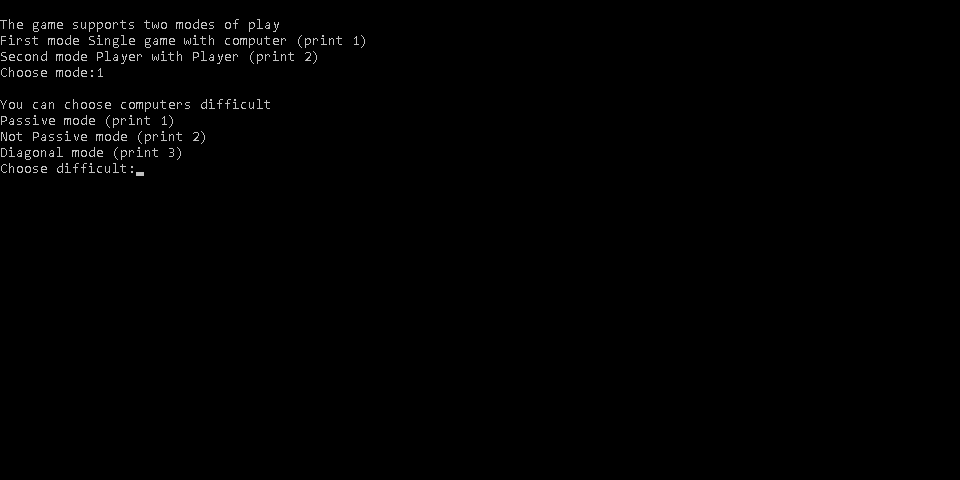 The game supports two modes of play
First mode Single game with computer (print 1)
Second mode Player with Player (print 2)
Choose mode:1
You can choose computers difficult
Passive mode (print 1)
Not Passive mode (print 2)
Diagonal mode (print 3)
Choose difficult: